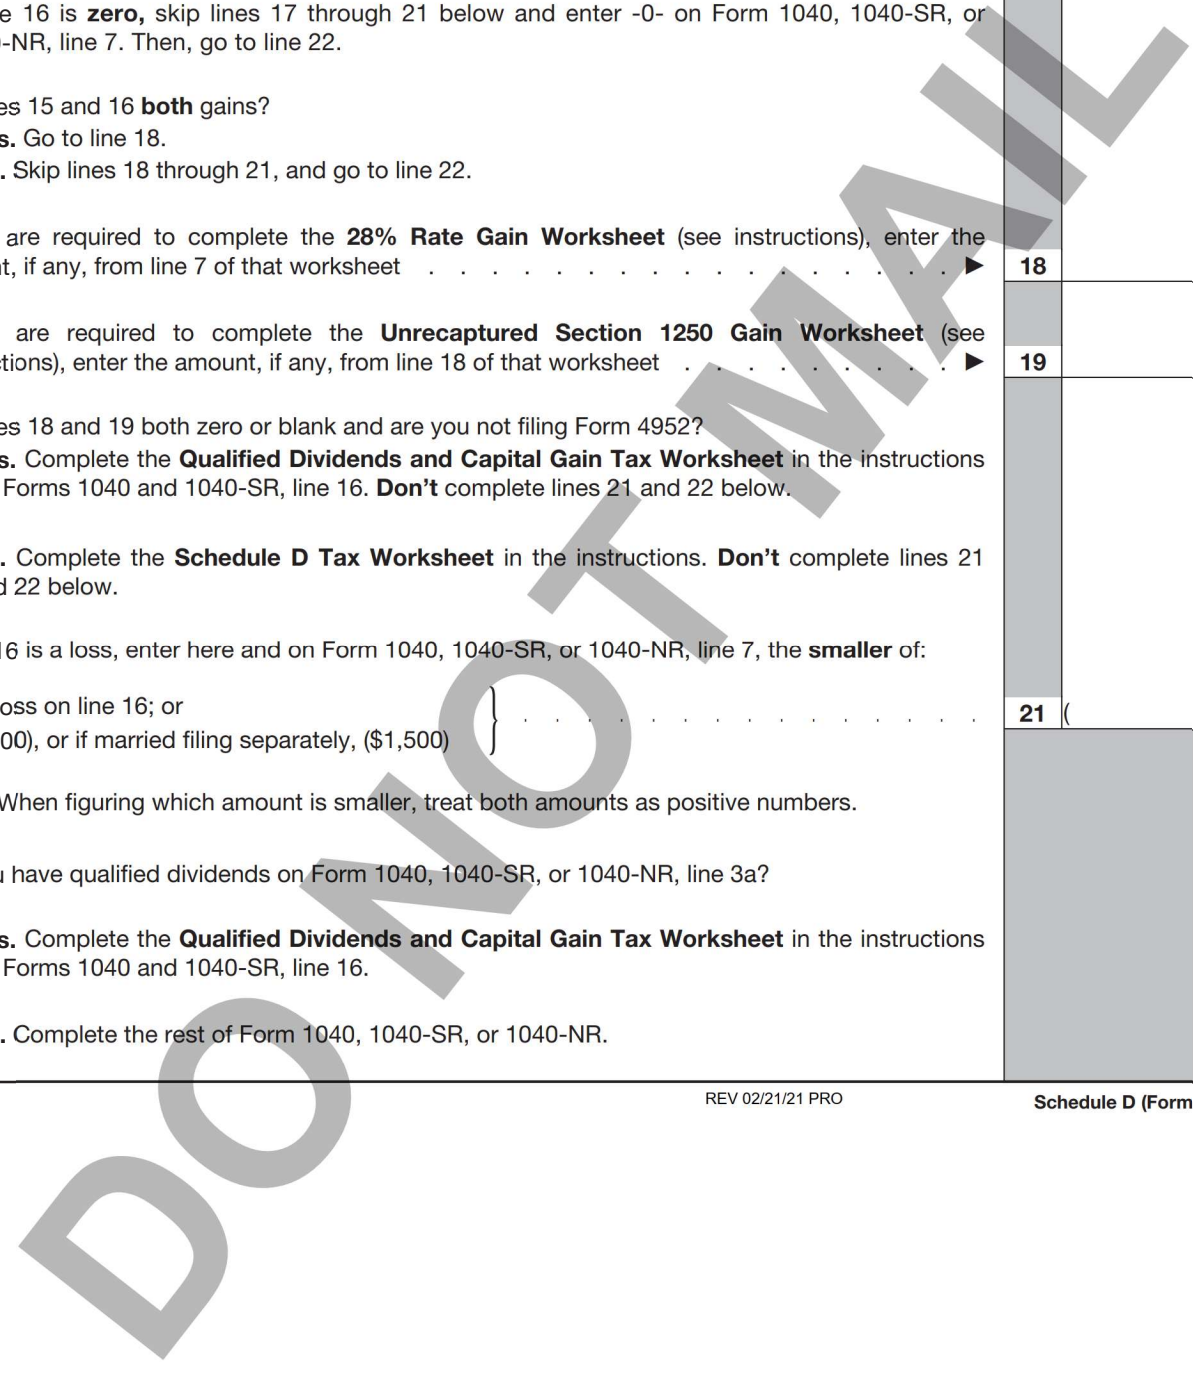 e 16 is zero, skip lines 17 through 21 below and enter -0- on Form 1040, 1040-SR, or
-NR, line 7. Then, go to line 22.
es 15 and 16 both gains?
s. Go to line 18.
. Skip lines 18 through 21, and go to line 22.
are required to complete the 28% Rate Gain Worksheet (see instructions), enter the
t, if any, from line 7 of that worksheet . . . . . . . . . . . . . . . . . ▶ 18
are required to complete the Unrecaptured Section 1250 Gain Worksheet (see
tions), enter the amount, if any, from line 18 of that worksheet . . . . . . . . . ▶ 19
es 18 and 19 both zero or blank and are you not filing Form 4952?
s. Complete the Qualified Dividends and Capital Gain Tax Worksheet in the instructions
Forms 1040 and 1040-SR, line 16. Don't complete lines 21 and 22 below.
. Complete the Schedule D Tax Worksheet in the instructions. Don't complete lines 21
d 22 below.
16 is a loss, enter here and on Form 1040, 1040-SR, or 1040-NR, line 7, the smaller of:
oss on line 16; or
. . . . . . . . . . . . . . . 21 (
00), or if married filing separately, ($1,500)
When figuring which amount is smaller, treat both amounts as positive numbers.
u have qualified dividends on Form 1040, 1040-SR, or 1040-NR, line 3a?
s. Complete the Qualified Dividends and Capital Gain Tax Worksheet in the instructions
Forms 1040 and 1040-SR, line 16.
. Complete the rest of Form 1040, 1040-SR, or 1040-NR.
REV 02/21/21 PRO Schedule D (Form
DO NOT MAIL